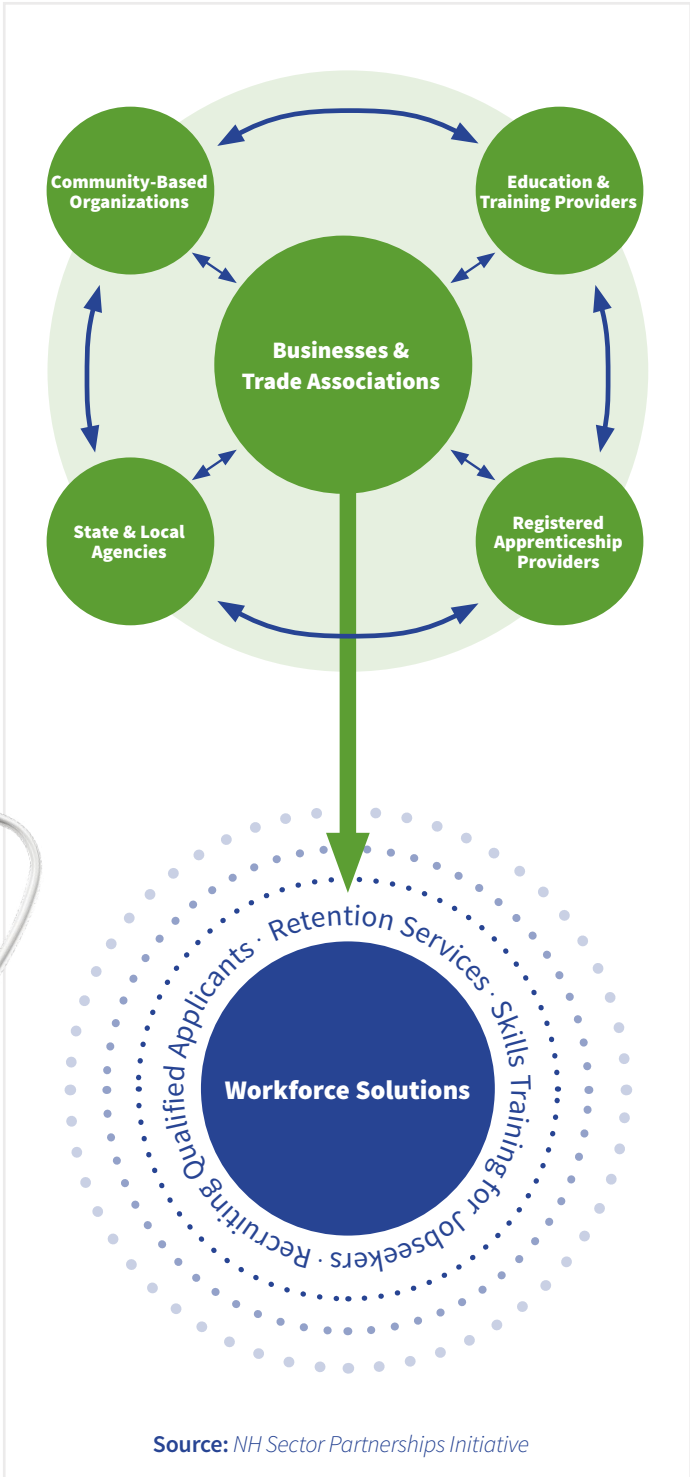 Community-Based
Organizations
Education &
Training Providers
Businesses &
Trade Associations
State & Local
Agencies
Registered
Apprenticeship
Providers
Recruiting Qualified Applicants · Retention Services · Skills Training for Jobseekers ·
Workforce Solutions
Source: NH Sector Partnerships Initiative